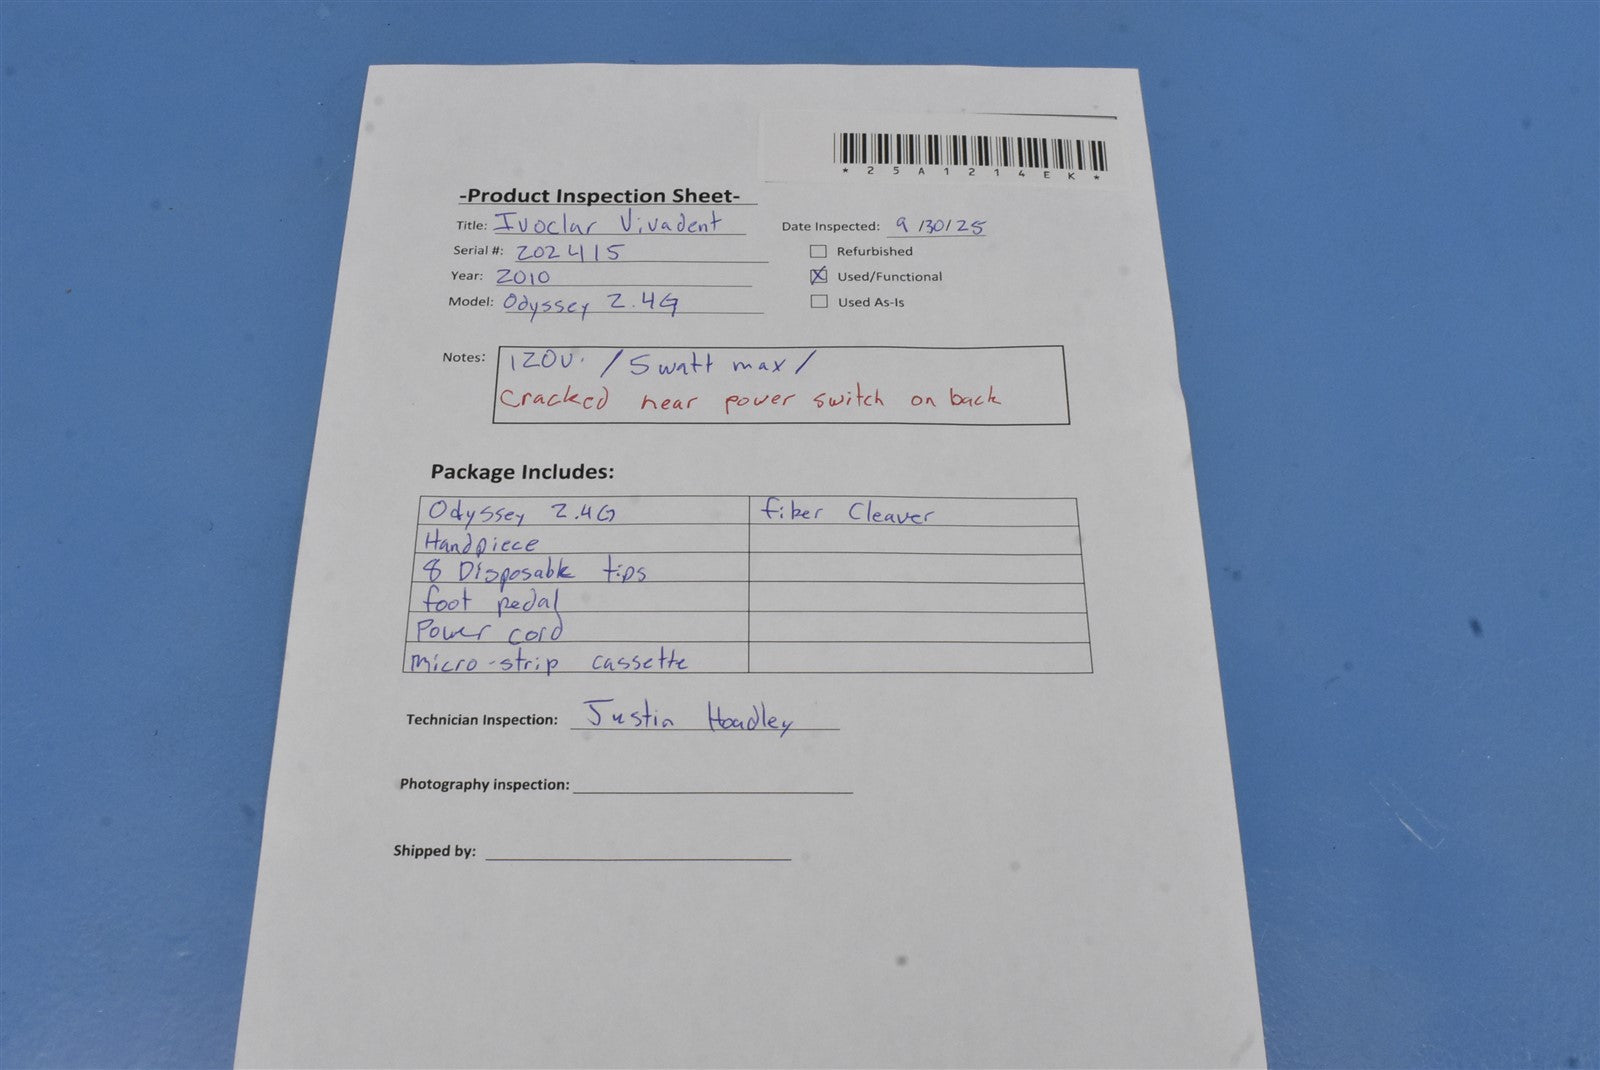 *25A1214EK*
-Product Inspection Sheet-
Title: Ivoclar Vivadent
Date Inspected: 9/30/25
Serial #: 202415
Refurbished
Year: 2010
Used/Functional
Model: Odyssey 2.4G
Used As-Is
Notes: 120v. / 5 watt max /
Cracked near power switch on back
Package Includes:
Odyssey 2.4G fiber Cleaver
Handpiece
8 Disposable tips
foot pedal
Power cord
micro-strip cassette
Technician Inspection: Justin Hoadley
Photography inspection:
Shipped by: